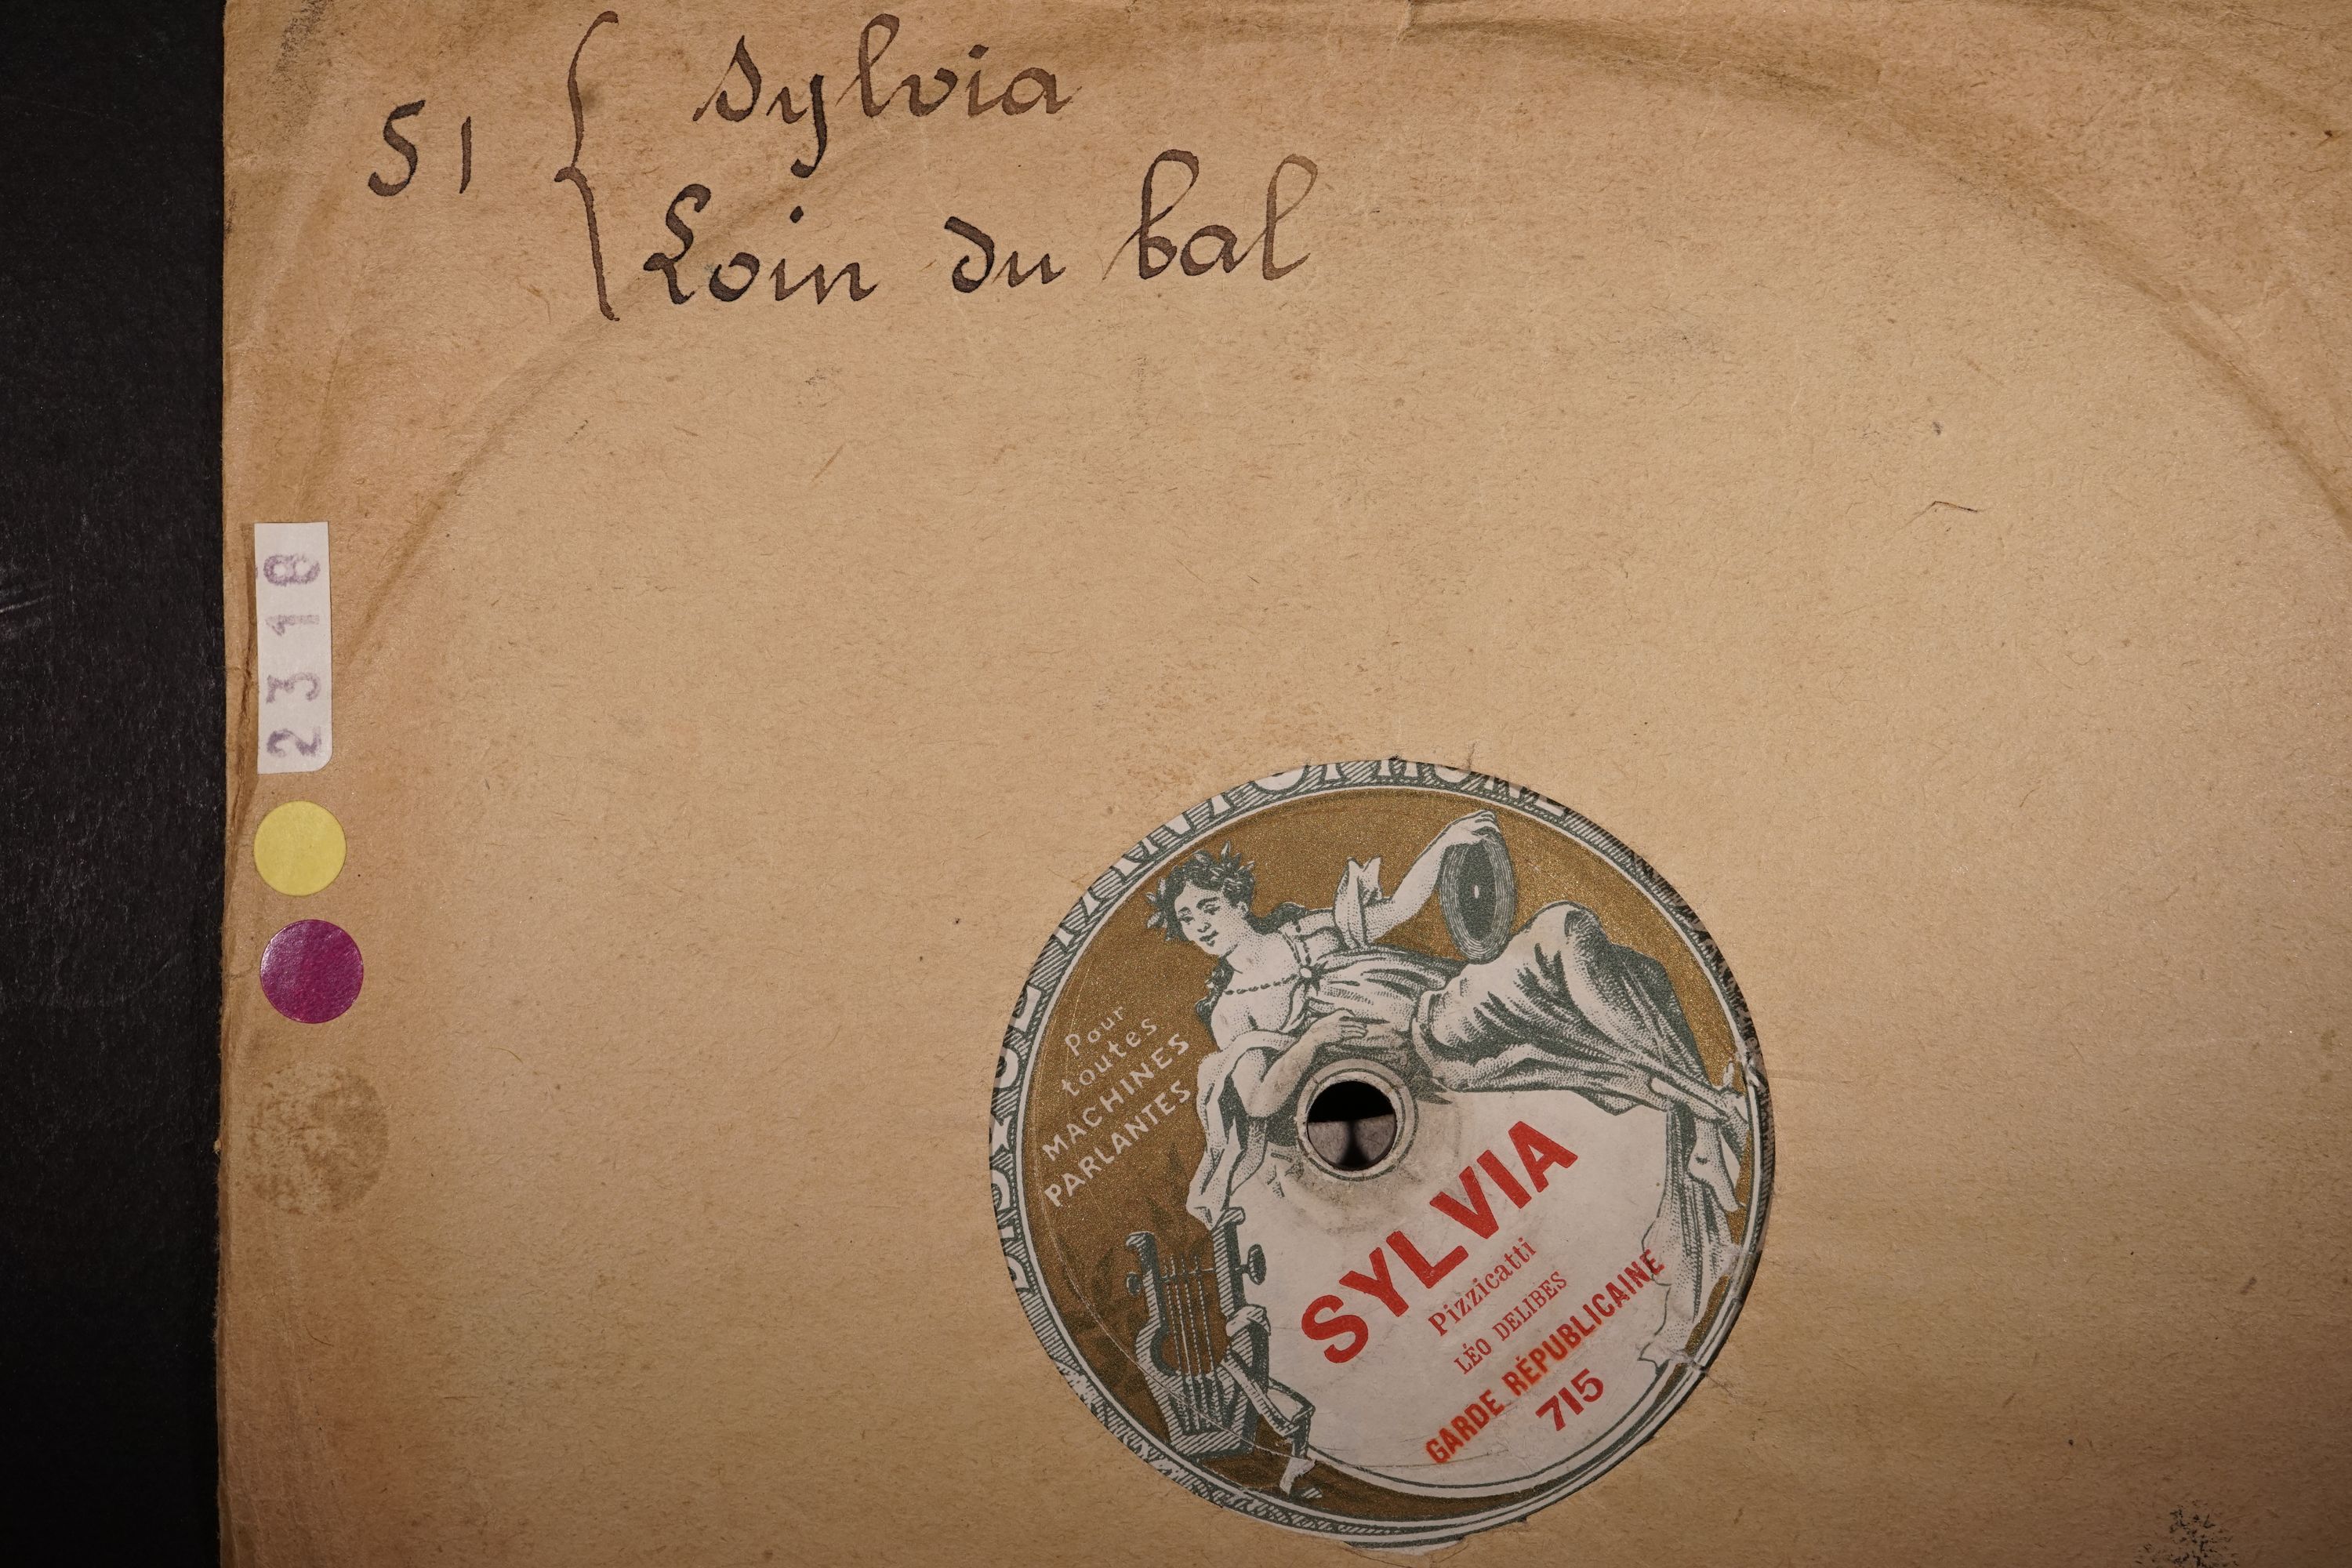 51
Sylvia
Loin du bal
2318
Pour
toutes
MACHINES
PARLANTES
SYLVIA
Pizzicatti
LÉO DELIBES
GARDE RÉPUBLICAINE
715